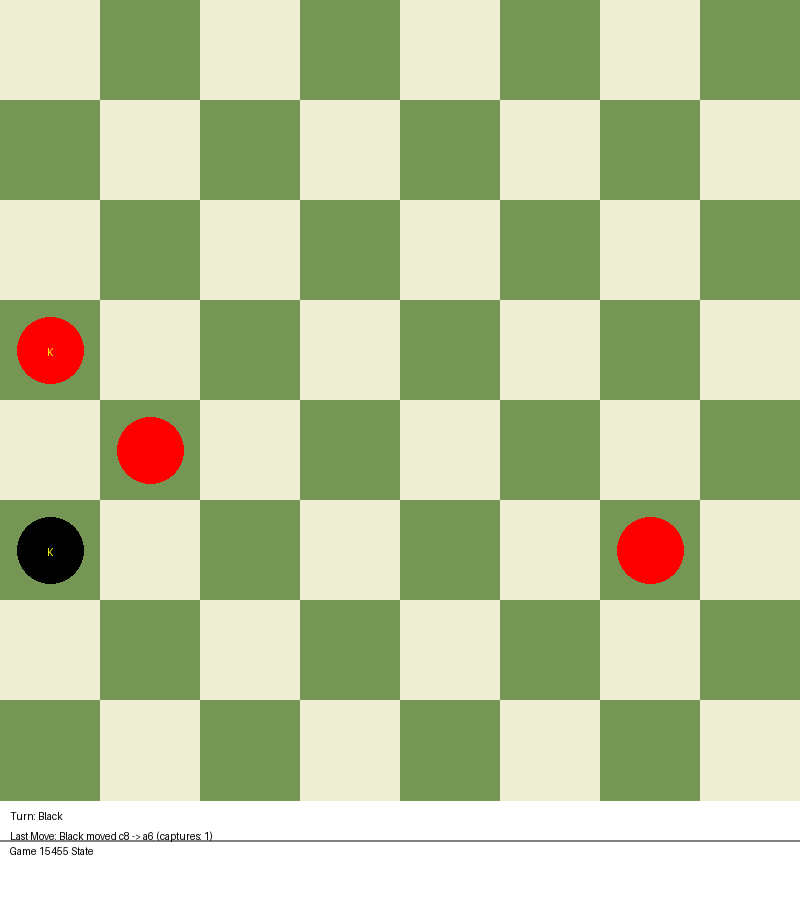 K
K
Turn: Black
Last Move: Black moved c8 -> a6 (captures: 1)
Game 15455 State